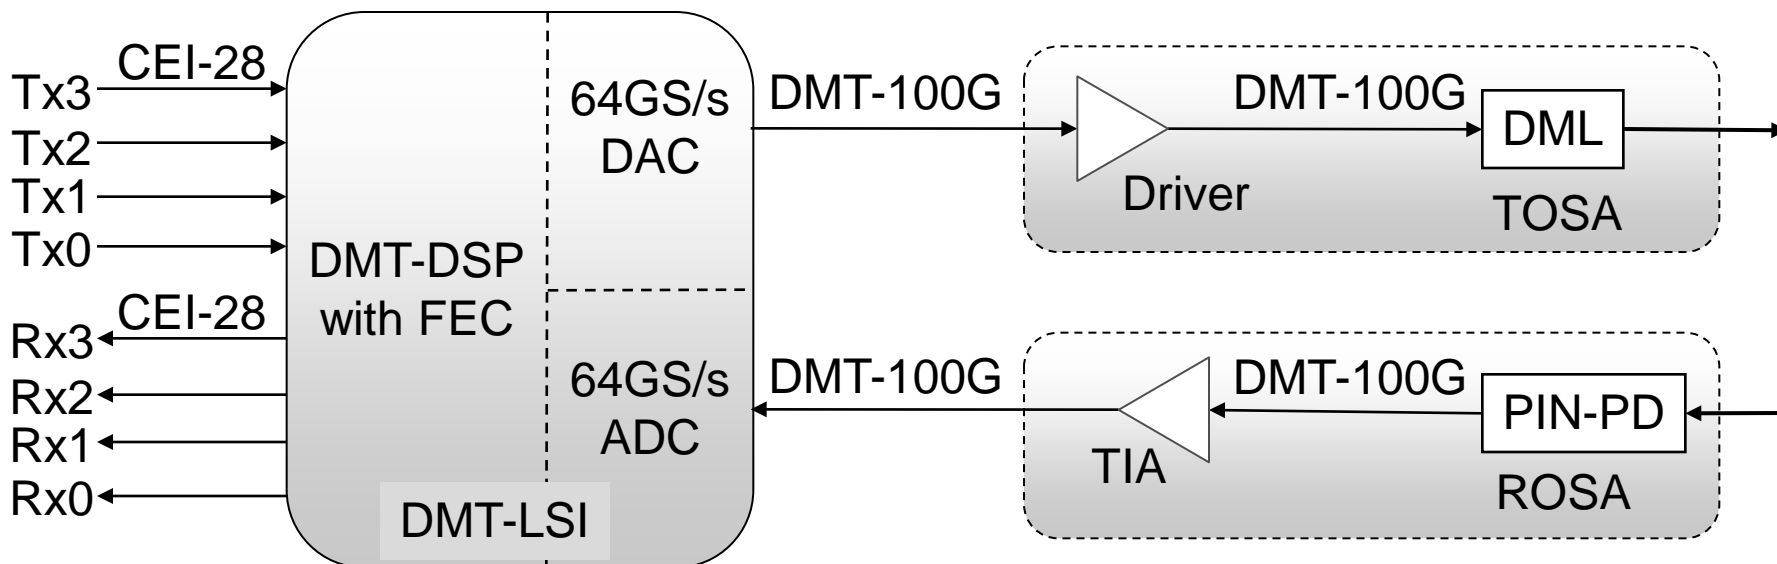 CEI-28
Tx3
Tx2
Tx1
Tx0
CEI-28
Rx3
Rx2
Rx1
Rx0
DMT-DSP
with FEC
64GS/s
DAC
64GS/s
ADC
DMT-LSI
DMT-100G
Driver
DMT-100G
DML
TOSA
DMT-100G
TIA
DMT-100G
PIN-PD
ROSA